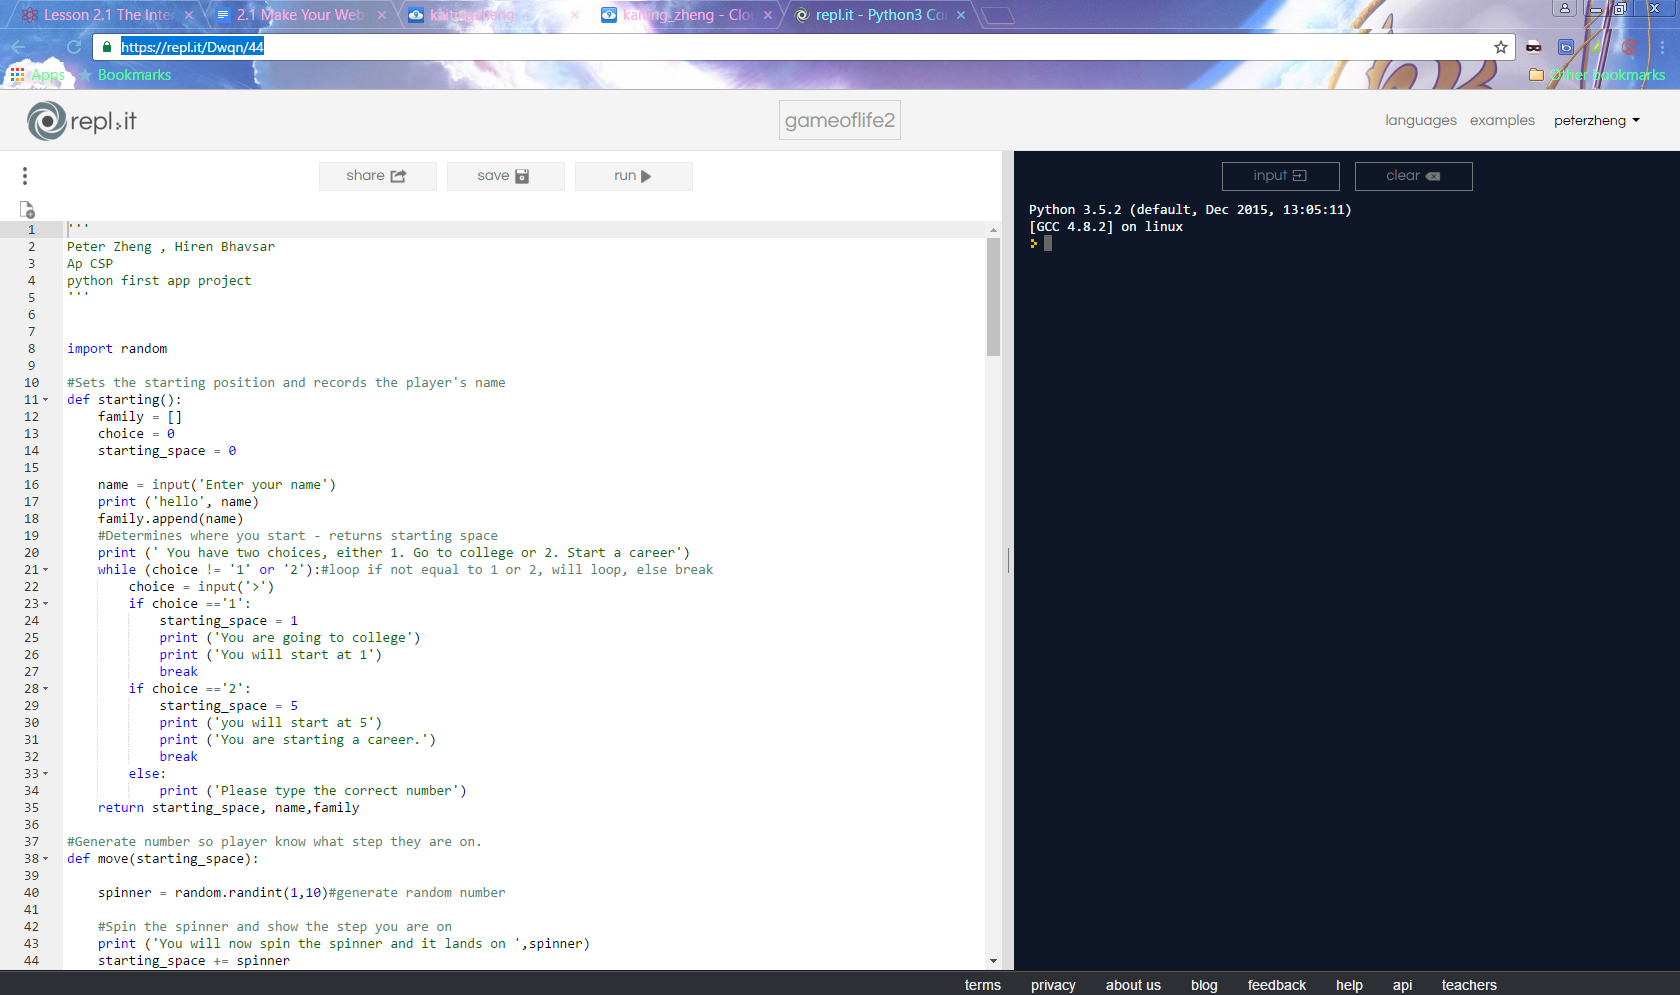 Lesson 2.1 The Inte
2.1 Make Your Web
kaitingzheng
kaiting_zheng - Clo
repl.it - Python3 Co
https://repl.it/Dwqn/44
Apps
Bookmarks
Other bookmarks
repl.it
gameoflife2
languages
examples
peterzheng
share
save
run
input
clear
Python 3.5.2 (default, Dec 2015, 13:05:11)
[GCC 4.8.2] on linux
>
1 '''
2 Peter Zheng , Hiren Bhavsar
3 Ap CSP
4 python first app project
5 '''
6
7
8 import random
9
10 #Sets the starting position and records the player's name
11 def starting():
12     family = []
13     choice = 0
14     starting_space = 0
15
16     name = input('Enter your name')
17     print ('hello', name)
18     family.append(name)
19     #Determines where you start - returns starting space
20     print (' You have two choices, either 1. Go to college or 2. Start a career')
21     while (choice != '1' or '2'):#loop if not equal to 1 or 2, will loop, else break
22         choice = input('>')
23         if choice =='1':
24             starting_space = 1
25             print ('You are going to college')
26             print ('You will start at 1')
27             break
28         if choice =='2':
29             starting_space = 5
30             print ('you will start at 5')
31             print ('You are starting a career.')
32             break
33         else:
34             print ('Please type the correct number')
35     return starting_space, name,family
36
37 #Generate number so player know what step they are on.
38 def move(starting_space):
39
40     spinner = random.randint(1,10)#generate random number
41
42     #Spin the spinner and show the step you are on
43     print ('You will now spin the spinner and it lands on ',spinner)
44     starting_space += spinner
terms
privacy
about us
blog
feedback
help
api
teachers